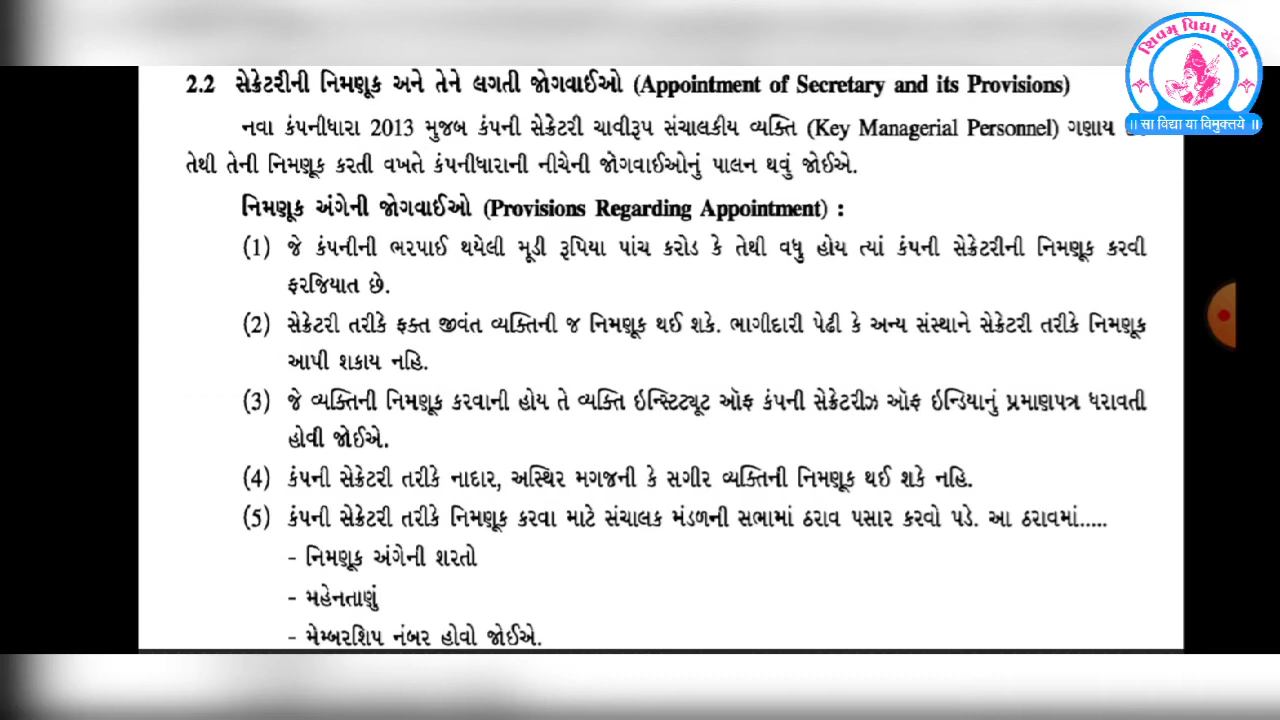 શિવમ્ વિદ્યા સંકુલ
2.2 સેક્રેટરીની નિમણૂક અને તેને લગતી જોગવાઈઓ (Appointment of Secretary and its Provisions)
નવા કંપનીધારા 2013 મુજબ કંપની સેક્રેટરી ચાવીરૂપ સંચાલકીય વ્યક્તિ (Key Managerial Personnel) ગણાય
|| सा विद्या या विमुक्तये ||
તેથી તેની નિમણૂક કરતી વખતે કંપનીધારાની નીચેની જોગવાઈઓનું પાલન થવું જોઈએ.
નિમણૂક અંગેની જોગવાઈઓ (Provisions Regarding Appointment) :
(1) જે કંપનીની ભરપાઈ થયેલી મૂડી રૂપિયા પાંચ કરોડ કે તેથી વધુ હોય ત્યાં કંપની સેક્રેટરીની નિમણૂક કરવી
ફરજિયાત છે.
(2) સેક્રેટરી તરીકે ફક્ત જીવંત વ્યક્તિની જ નિમણૂક થઈ શકે. ભાગીદારી પેઢી કે અન્ય સંસ્થાને સેક્રેટરી તરીકે નિમણૂક
આપી શકાય નહિ.
(3) જે વ્યક્તિની નિમણૂક કરવાની હોય તે વ્યક્તિ ઇન્સ્ટિટ્યૂટ ઑફ કંપની સેક્રેટરીઝ ઑફ ઇન્ડિયાનું પ્રમાણપત્ર ધરાવતી
હોવી જોઈએ.
(4) કંપની સેક્રેટરી તરીકે નાદાર, અસ્થિર મગજની કે સગીર વ્યક્તિની નિમણૂક થઈ શકે નહિ.
(5) કંપની સેક્રેટરી તરીકે નિમણૂક કરવા માટે સંચાલક મંડળની સભામાં ઠરાવ પસાર કરવો પડે. આ ઠરાવમાં.....
- નિમણૂક અંગેની શરતો
- મહેનતાણું
- મેમ્બરશિપ નંબર હોવો જોઈએ.